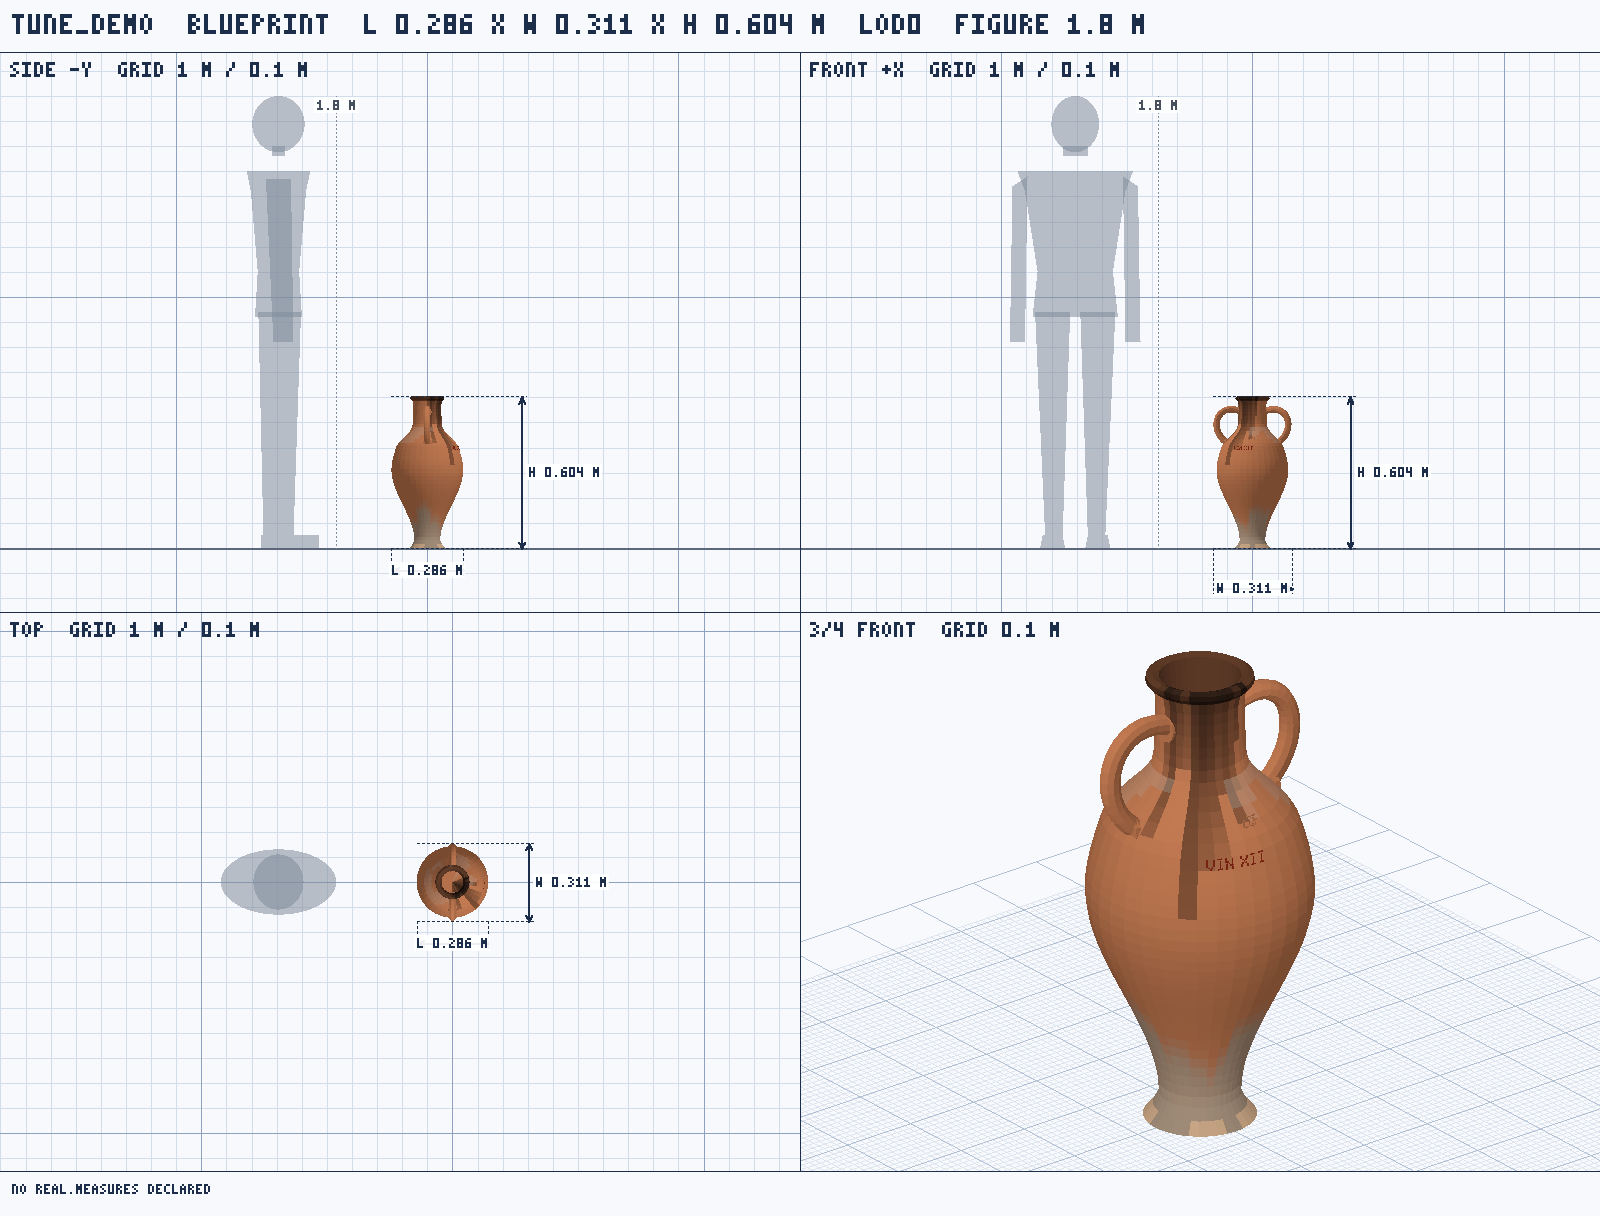 TUNE_DEMO BLUEPRINT L 0.286 X W 0.311 X H 0.604 M LOD0 FIGURE 1.8 M
SIDE -Y GRID 1 M / 0.1 M
1.8 M
H 0.604 M
L 0.286 M
FRONT +X GRID 1 M / 0.1 M
1.8 M
H 0.604 M
W 0.311 M
TOP GRID 1 M / 0.1 M
W 0.311 M
L 0.286 M
3/4 FRONT GRID 0.1 M
VIN XII
NO REAL.MEASURES DECLARED